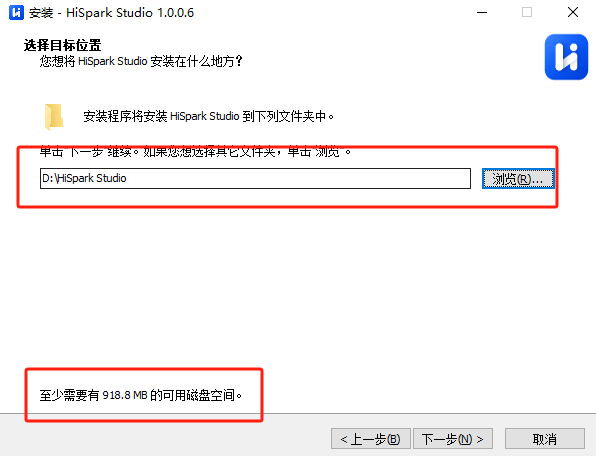 安装 - HiSpark Studio 1.0.0.6
选择目标位置
您想将 HiSpark Studio 安装在什么地方？
安装程序将安装 HiSpark Studio 到下列文件夹中。
单击“下一步”继续。如果您想选择其它文件夹，单击“浏览”。
D:\HiSpark Studio
浏览(R)...
至少需要有 918.8 MB 的可用磁盘空间。
< 上一步(B)
下一步(N) >
取消